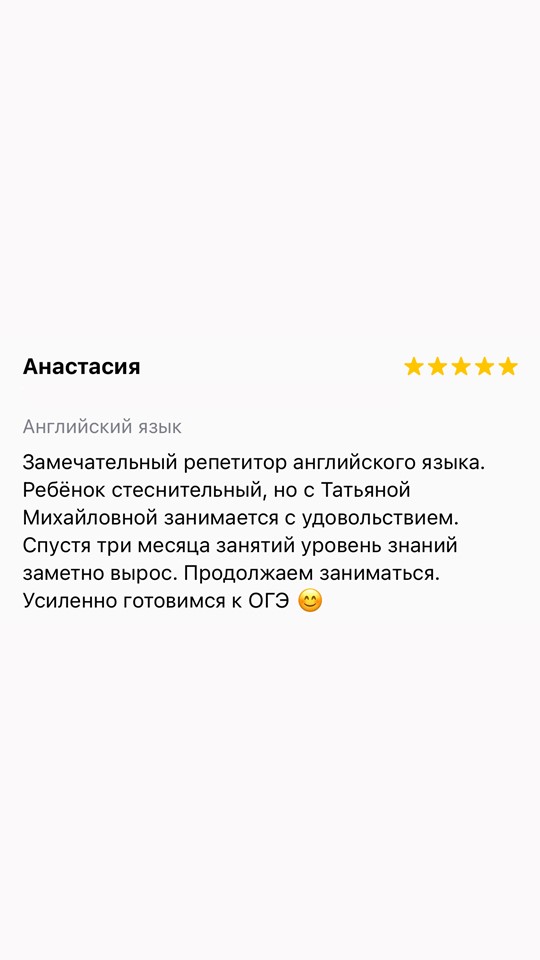 Анастасия ⭐⭐⭐⭐⭐
Английский язык
Замечательный репетитор английского языка.
Ребёнок стеснительный, но с Татьяной
Михайловной занимается с удовольствием.
Спустя три месяца занятий уровень знаний
заметно вырос. Продолжаем заниматься.
Усиленно готовимся к ОГЭ 😊